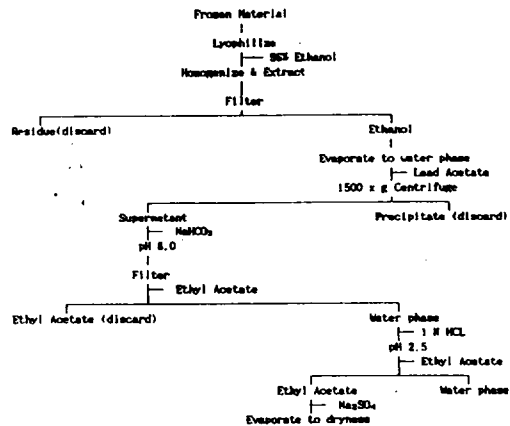 Frozen Material
Lyophilize
96% Ethanol
Homogenize & Extract
Filter
Residue(discard)
Ethanol
Evaporate to water phase
Lead Acetate
1500 x g Centrifuge
Supernatant
Precipitate (discard)
NaHCO₃
pH 8.0
Filter
Ethyl Acetate
Ethyl Acetate (discard)
Water phase
1 N HCL
pH 2.5
Ethyl Acetate
Ethyl Acetate
Water phase
Na₂SO₄
Evaporate to dryness